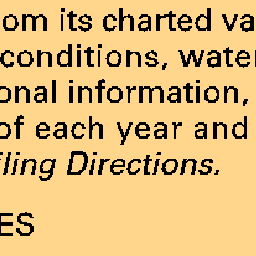 om its charted va
conditions, water
onal information,
of each year and
iling Directions.
ES